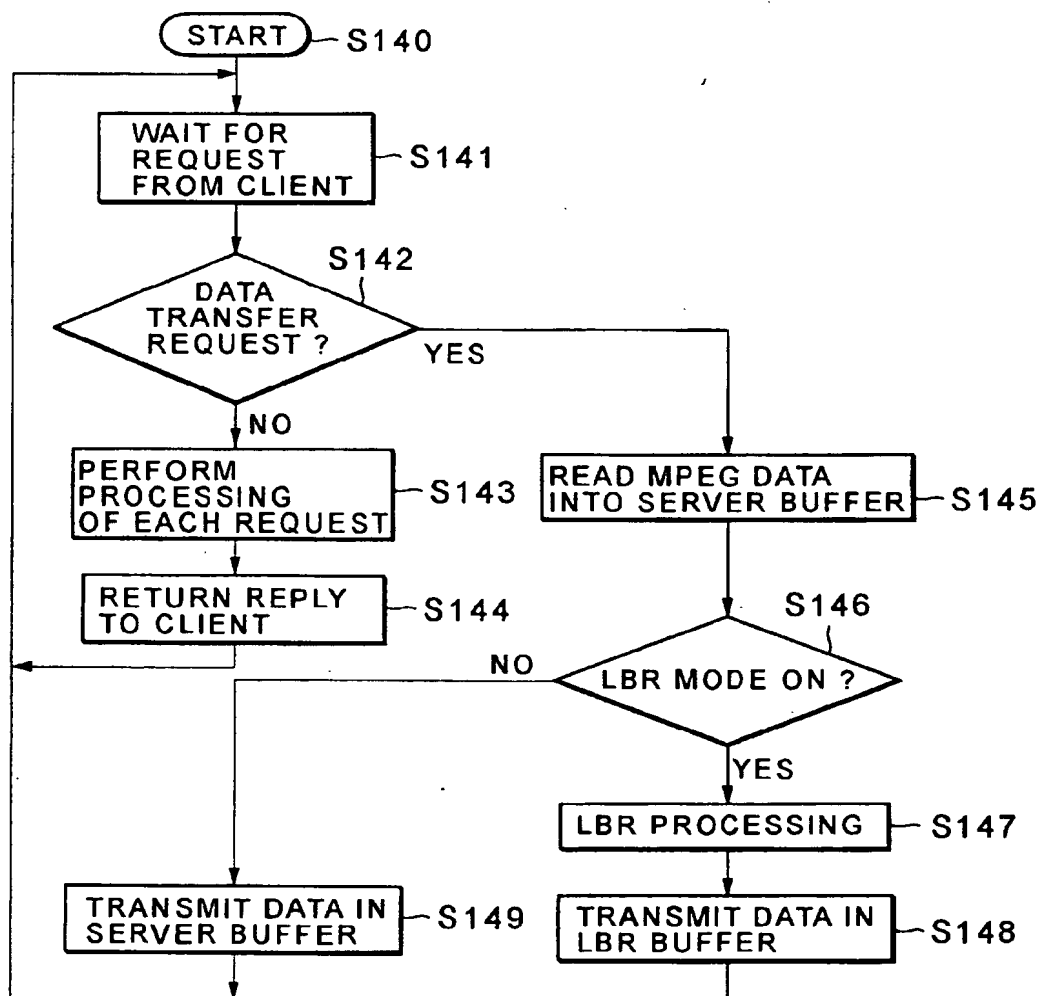 START
S140
WAIT FOR
REQUEST
FROM CLIENT
S141
S142
DATA
TRANSFER
REQUEST ?
YES
NO
PERFORM
PROCESSING
OF EACH REQUEST
S143
READ MPEG DATA
INTO SERVER BUFFER
S145
RETURN REPLY
TO CLIENT
S144
S146
NO
LBR MODE ON ?
YES
LBR PROCESSING
S147
TRANSMIT DATA IN
SERVER BUFFER
S149
TRANSMIT DATA IN
LBR BUFFER
S148